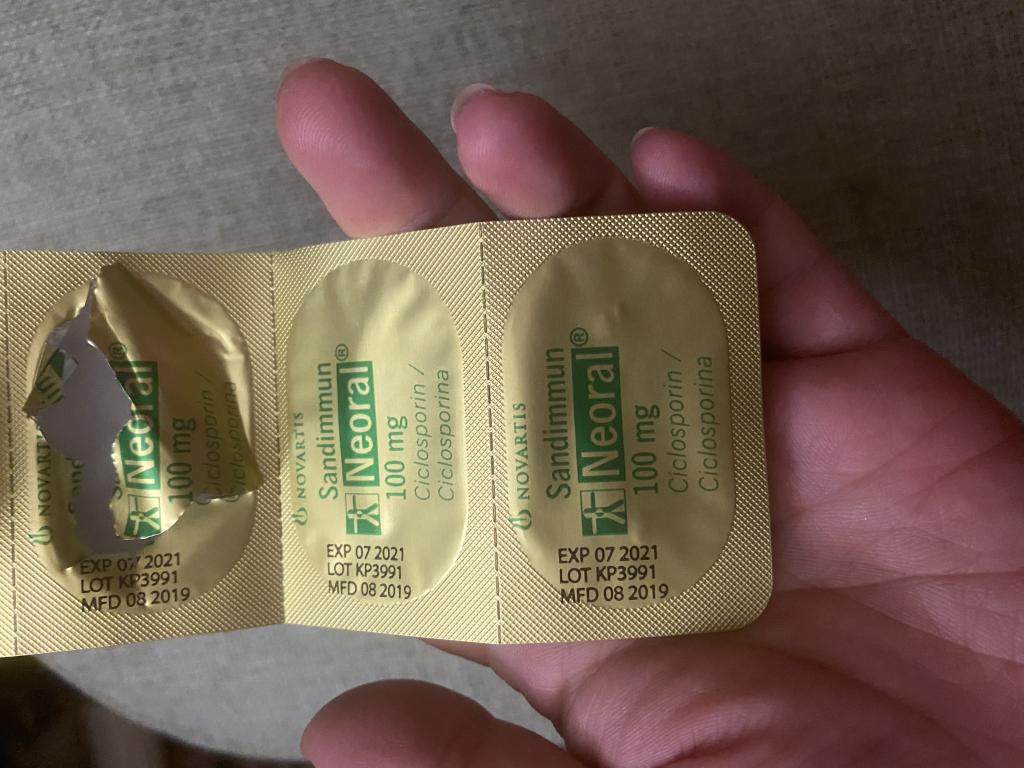 NOVARTIS
Neoral®
100 mg
Ciclosporin /
Ciclosporina
EXP 07 2021
LOT KP3991
MFD 08 2019
NOVARTIS
Sandimmun
Neoral®
100 mg
Ciclosporin /
Ciclosporina
EXP 07 2021
LOT KP3991
MFD 08 2019
NOVARTIS
Sandimmun
Neoral®
100 mg
Ciclosporin /
Ciclosporina
EXP 07 2021
LOT KP3991
MFD 08 2019